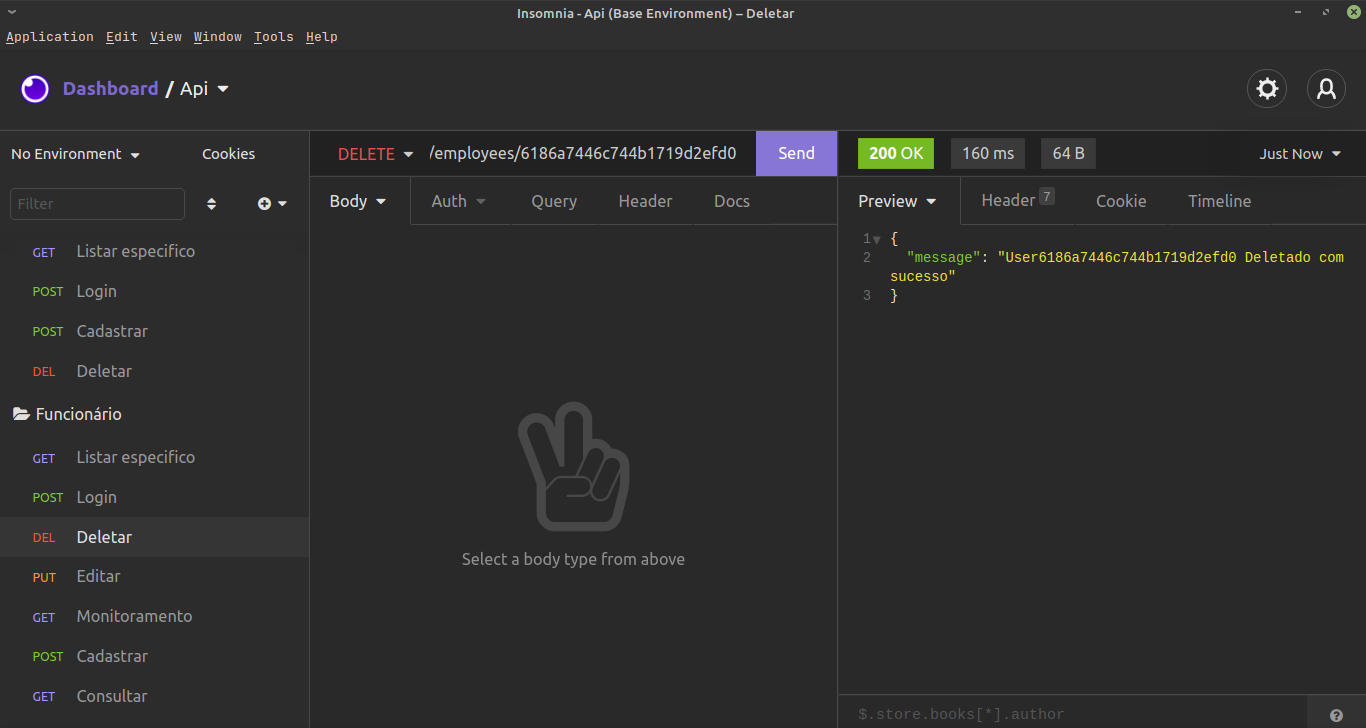 Insomnia - Api (Base Environment) – Deletar
Application Edit View Window Tools Help
Dashboard / Api
No Environment Cookies
Filter
GET Listar especifico
POST Login
POST Cadastrar
DEL Deletar
Funcionário
GET Listar especifico
POST Login
DEL Deletar
PUT Editar
GET Monitoramento
POST Cadastrar
GET Consultar
DELETE /employees/6186a7446c744b1719d2efd0 Send
Body Auth Query Header Docs
Select a body type from above
200 OK 160 ms 64 B Just Now
Preview Header 7 Cookie Timeline
1 {
2 "message": "User6186a7446c744b1719d2efd0 Deletado com
sucesso"
3 }
$.store.books[*].author